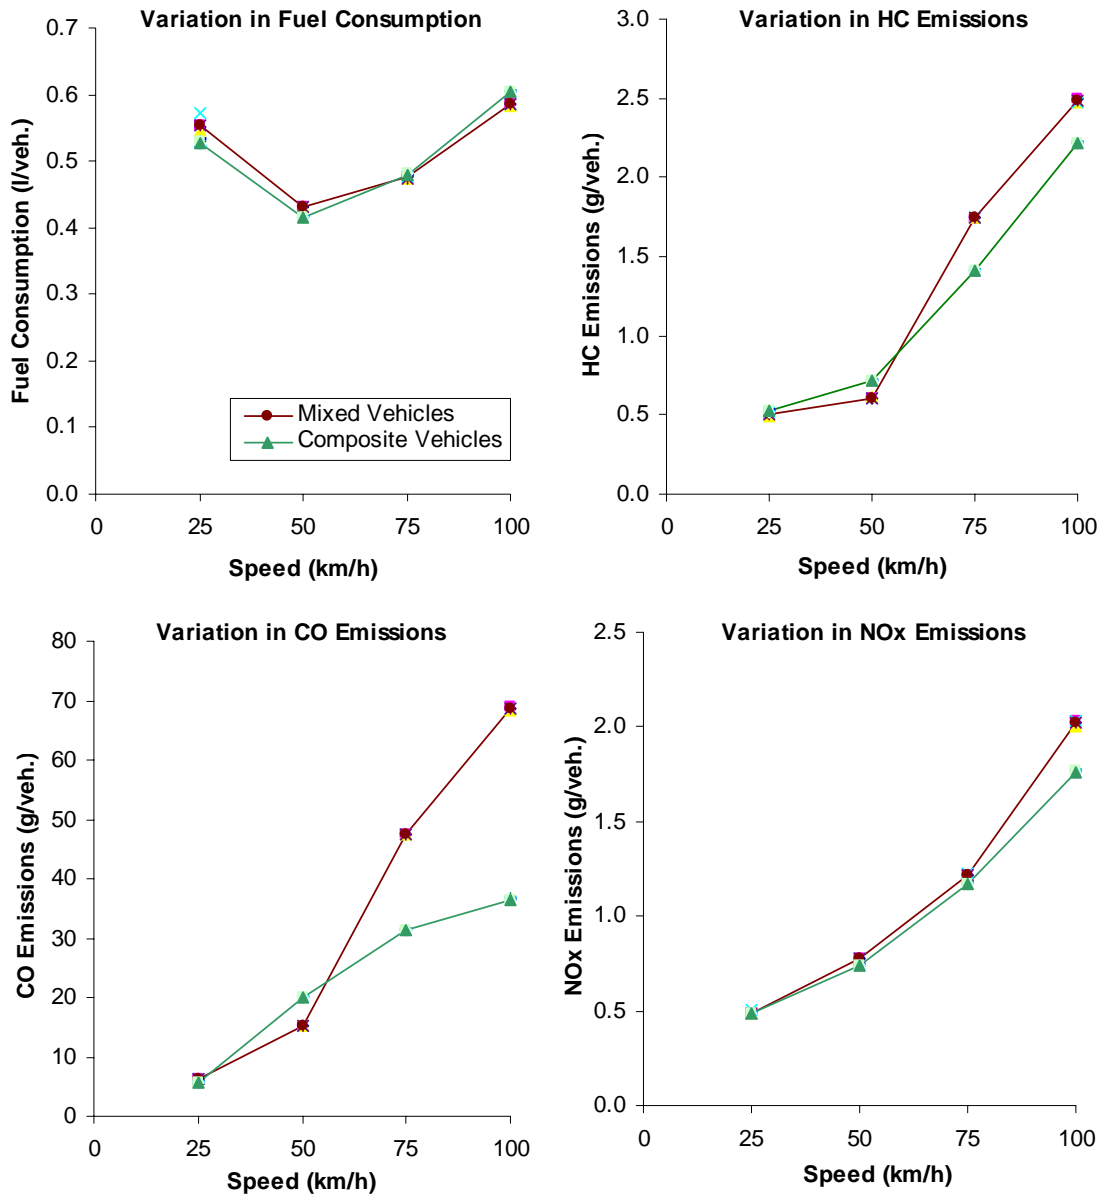 Variation in Fuel Consumption
0.7
0.6
0.5
0.4
0.3
0.2
0.1
0.0
Fuel Consumption (l/veh.)
Mixed Vehicles
Composite Vehicles
0 25 50 75 100
Speed (km/h)
Variation in HC Emissions
3.0
2.5
2.0
1.5
1.0
0.5
0.0
HC Emissions (g/veh.)
0 25 50 75 100
Speed (km/h)
Variation in CO Emissions
80
70
60
50
40
30
20
10
0
CO Emissions (g/veh.)
0 25 50 75 100
Speed (km/h)
Variation in NOx Emissions
2.5
2.0
1.5
1.0
0.5
0.0
NOx Emissions (g/veh.)
0 25 50 75 100
Speed (km/h)